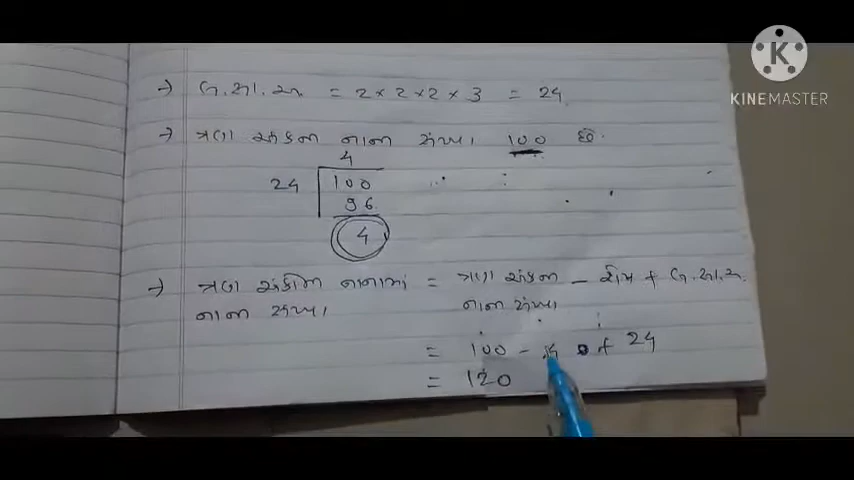 KINEMASTER
→ લ.સા.અ = 2 × 2 × 2 × 3 = 24
→ ત્રણ અંકની નાની સંખ્યા 100 છે.
4
24 100
96
4
→ ત્રણ અંકની નાનામાં = ત્રણ અંકની - શેષ + લ.સા.અ.
નાની સંખ્યા નાની સંખ્યા
= 100 - 4 + 24
= 120